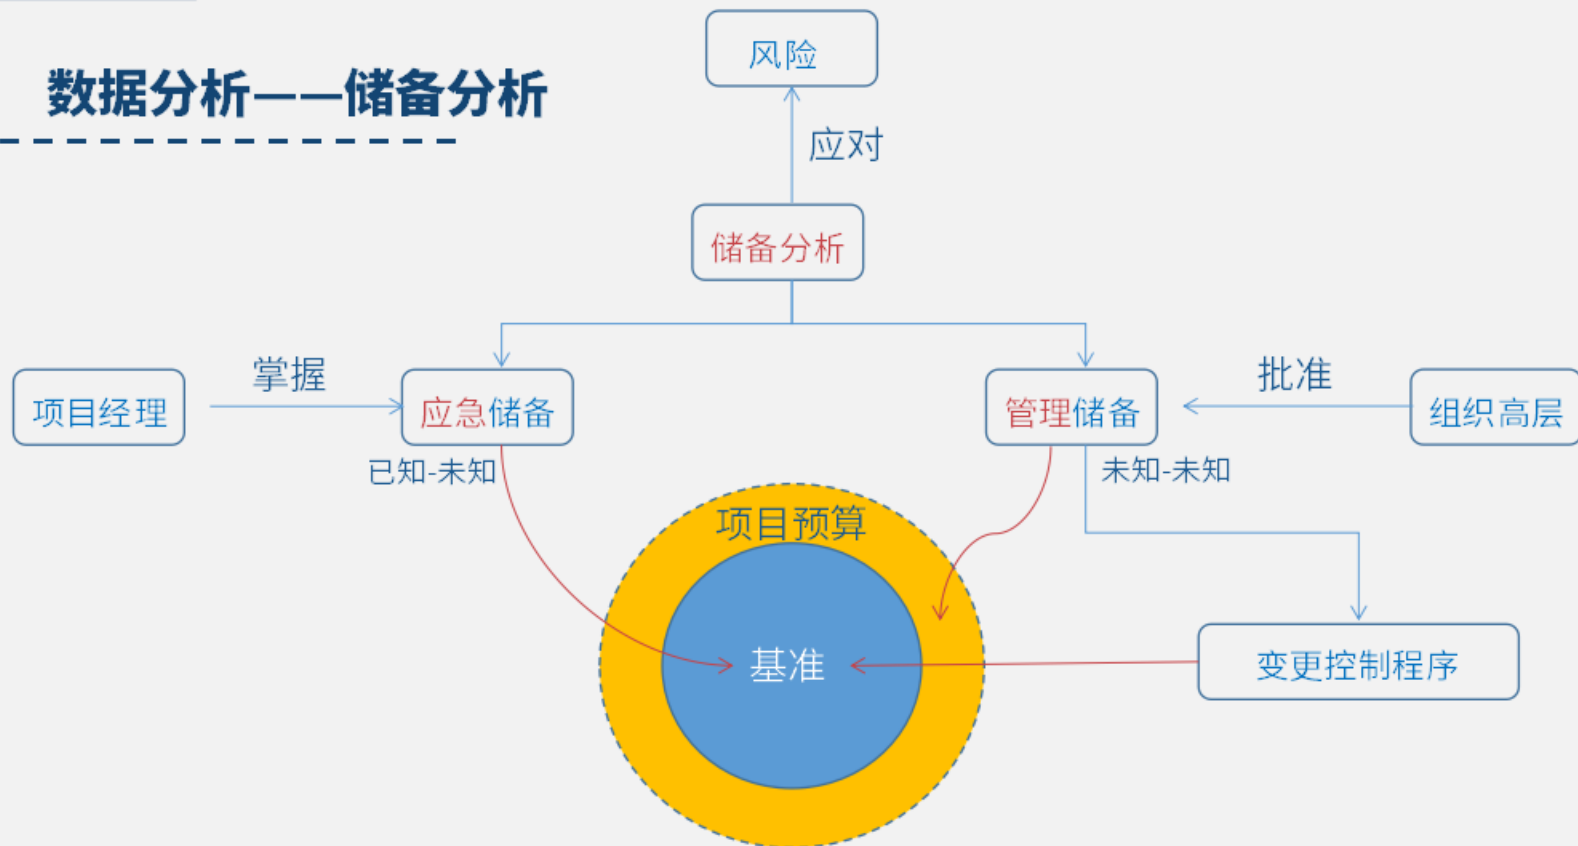 风险
数据分析——储备分析
应对
储备分析
掌握
批准
项目经理
应急储备
管理储备
组织高层
已知-未知
未知-未知
项目预算
基准
变更控制程序